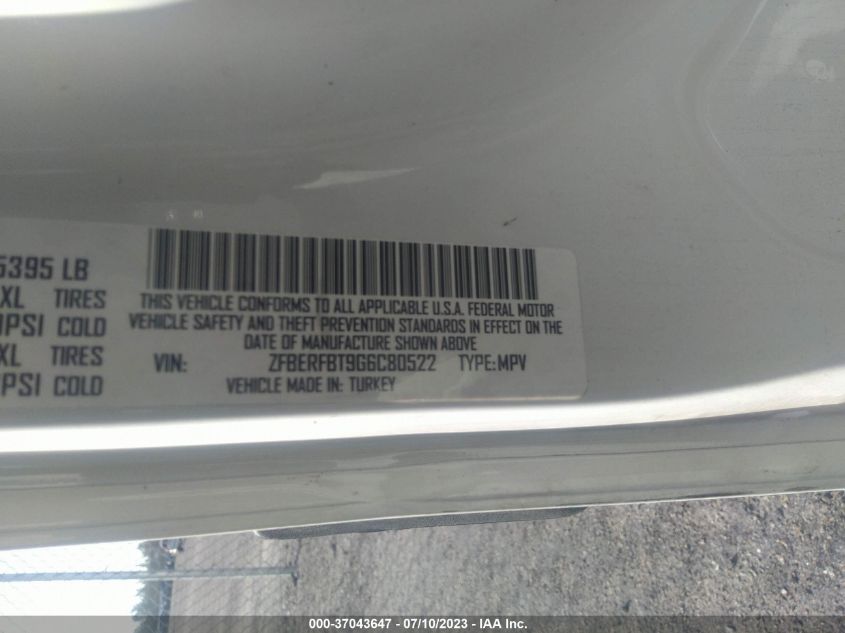 5395 LB
XL TIRES
PSI COLD
XL TIRES
PSI COLD
THIS VEHICLE CONFORMS TO ALL APPLICABLE U.S.A. FEDERAL MOTOR
VEHICLE SAFETY AND THEFT PREVENTION STANDARDS IN EFFECT ON THE
DATE OF MANUFACTURE SHOWN ABOVE
VIN: ZFBERFBT9G6C80522 TYPE:MPV
VEHICLE MADE IN: TURKEY
000-37043647 - 07/10/2023 - IAA Inc.